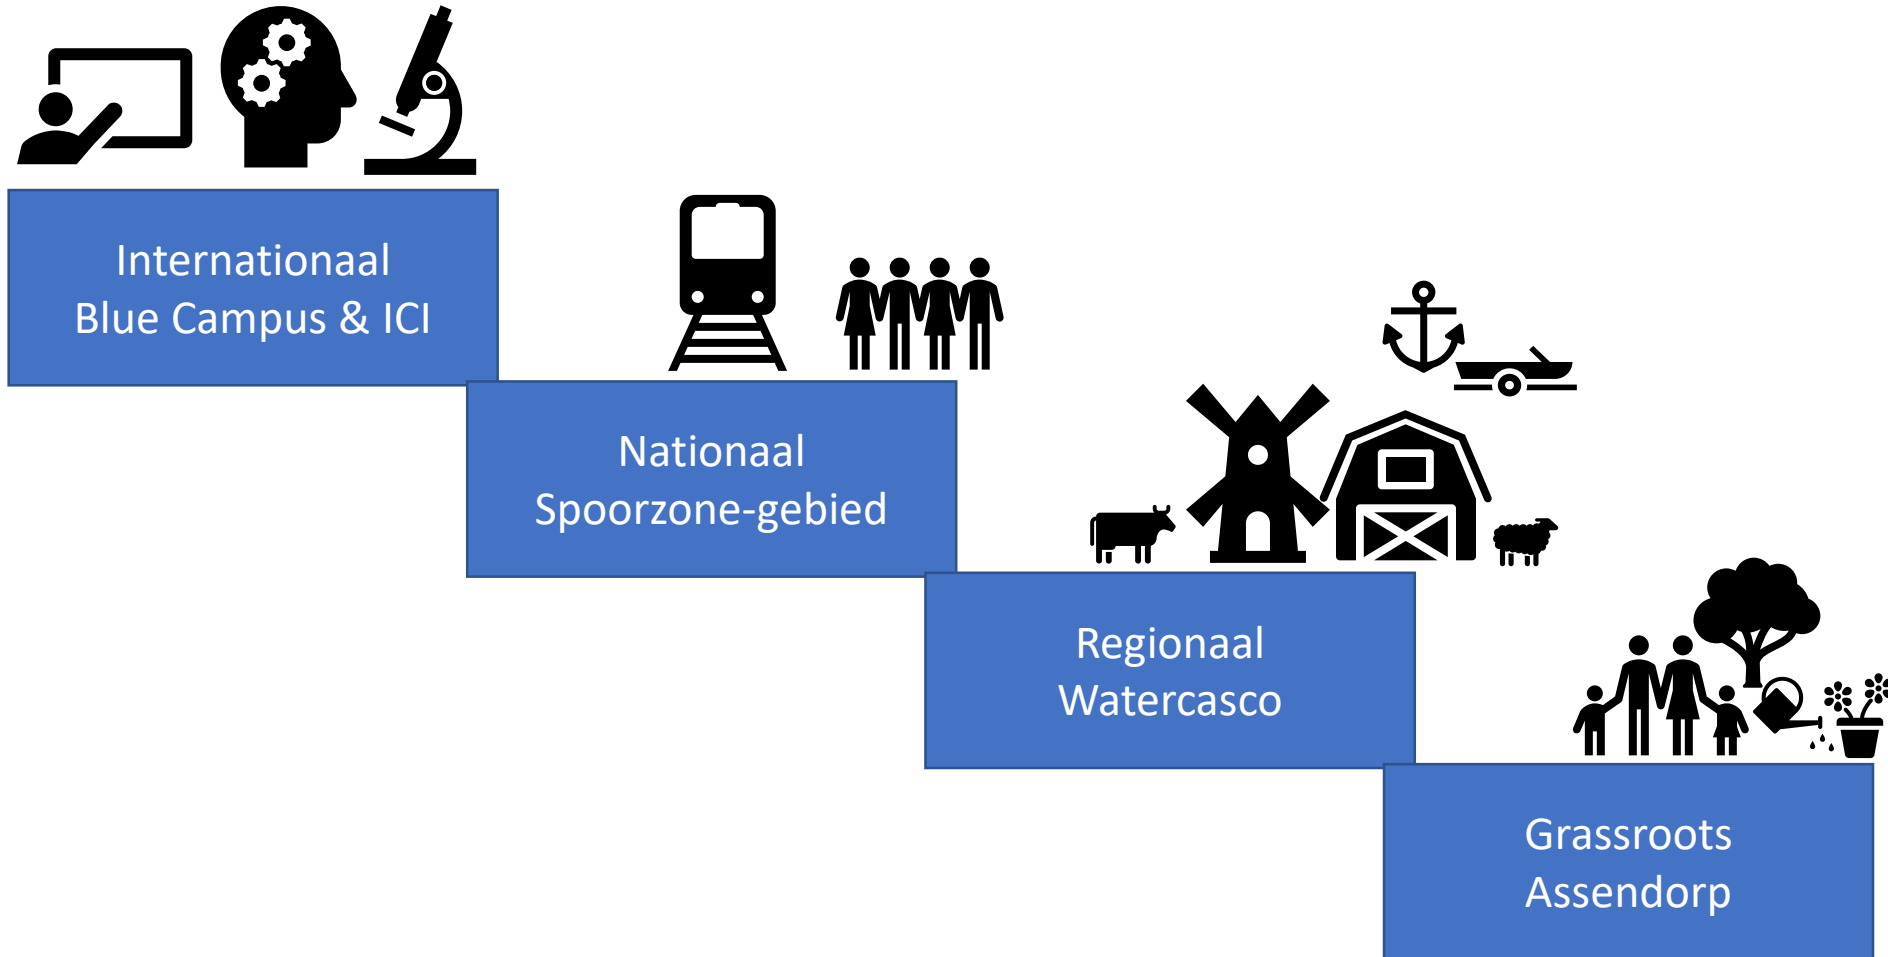 Internationaal
Blue Campus & ICI
Nationaal
Spoorzone-gebied
Regionaal
Watercasco
Grassroots
Assendorp